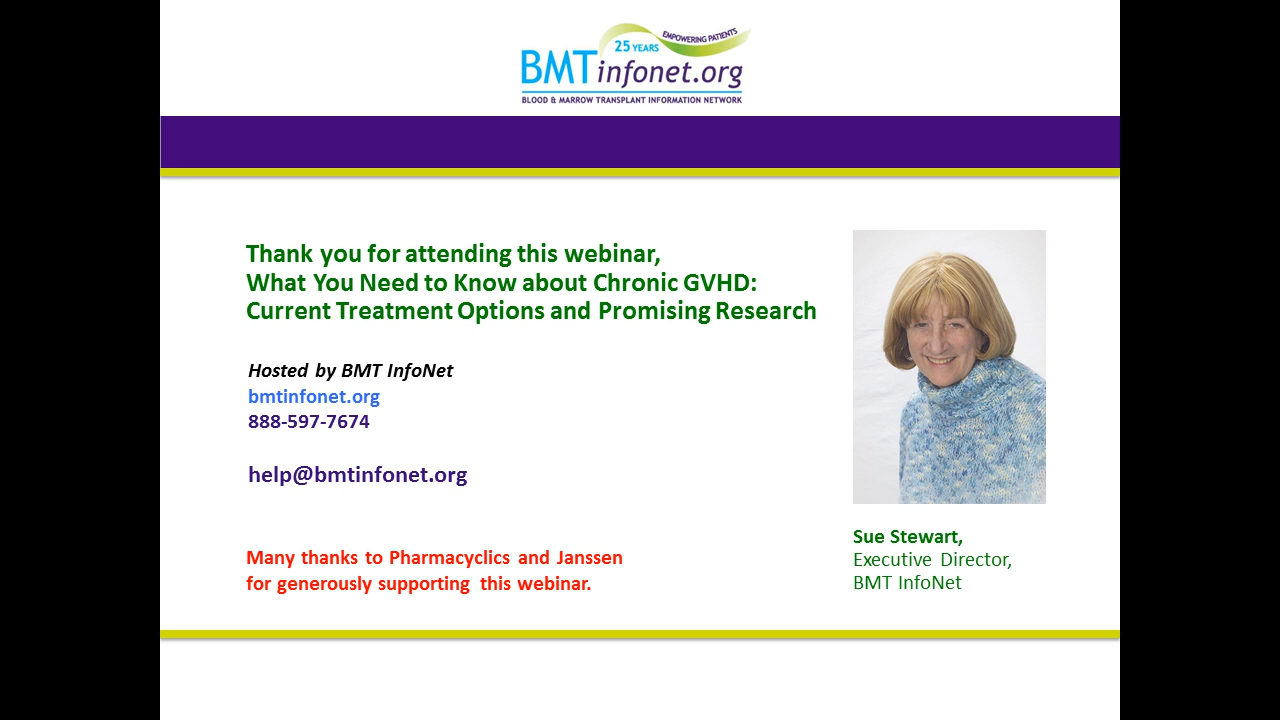 25 YEARS
EMPOWERING PATIENTS
BMTinfonet.org
BLOOD & MARROW TRANSPLANT INFORMATION NETWORK
Thank you for attending this webinar,
What You Need to Know about Chronic GVHD:
Current Treatment Options and Promising Research
Hosted by BMT InfoNet
bmtinfonet.org
888-597-7674
help@bmtinfonet.org
Many thanks to Pharmacyclics and Janssen
for generously supporting this webinar.
Sue Stewart,
Executive Director,
BMT InfoNet